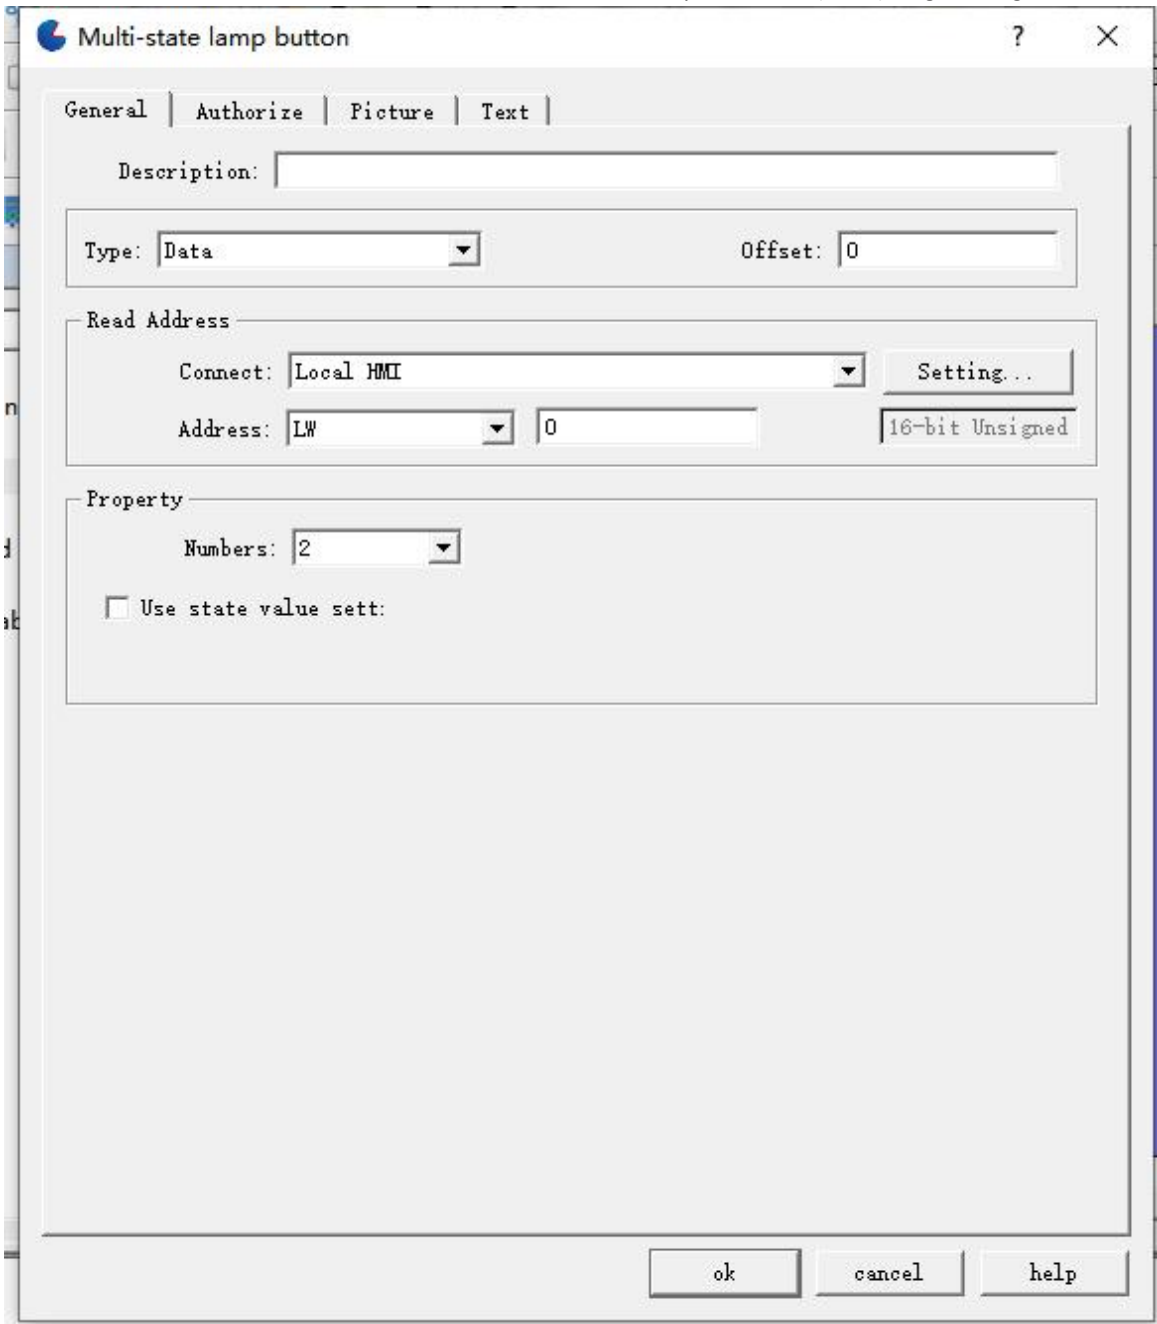 Multi-state lamp button ?
General Authorize Picture Text
Description:
Type: Data Offset: 0
Read Address
Connect: Local HMI Setting...
Address: LW 0 16-bit Unsigned
Property
Numbers: 2
Use state value sett:
ok cancel help